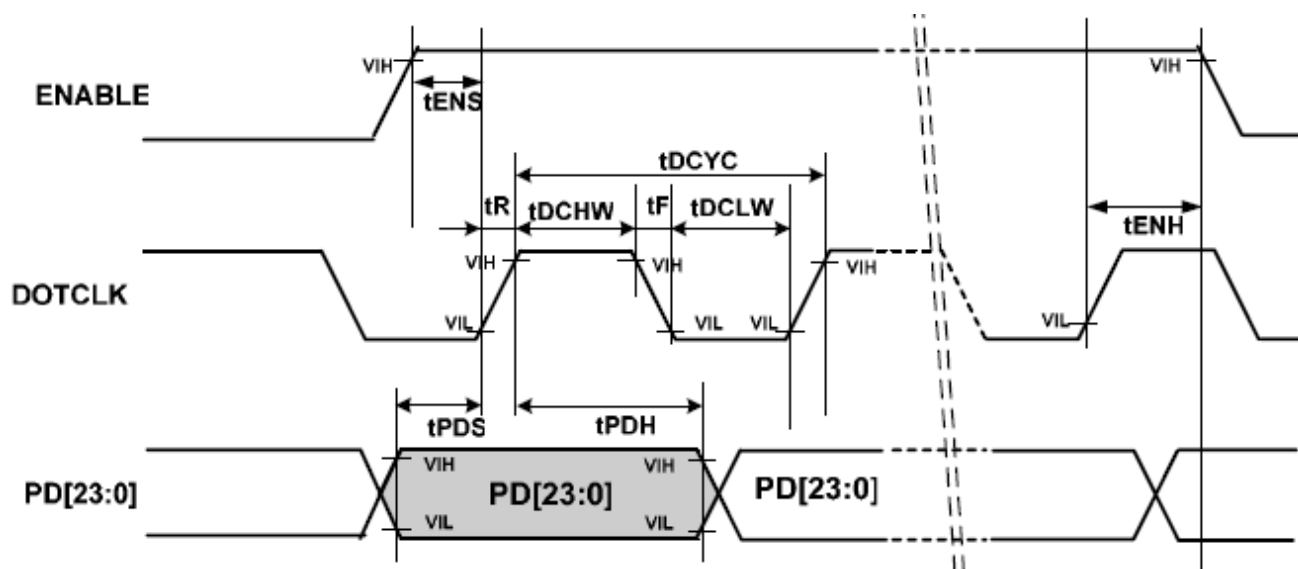 ENABLE
VIH
tENS
VIH
tDCYC
tR
tDCHW
tF
tDCLW
tENH
DOTCLK
VIH
VIH
VIH
VIL
VIL
VIL
VIL
tPDS
tPDH
PD[23:0]
VIH
VIH
PD[23:0]
PD[23:0]
VIL
VIL